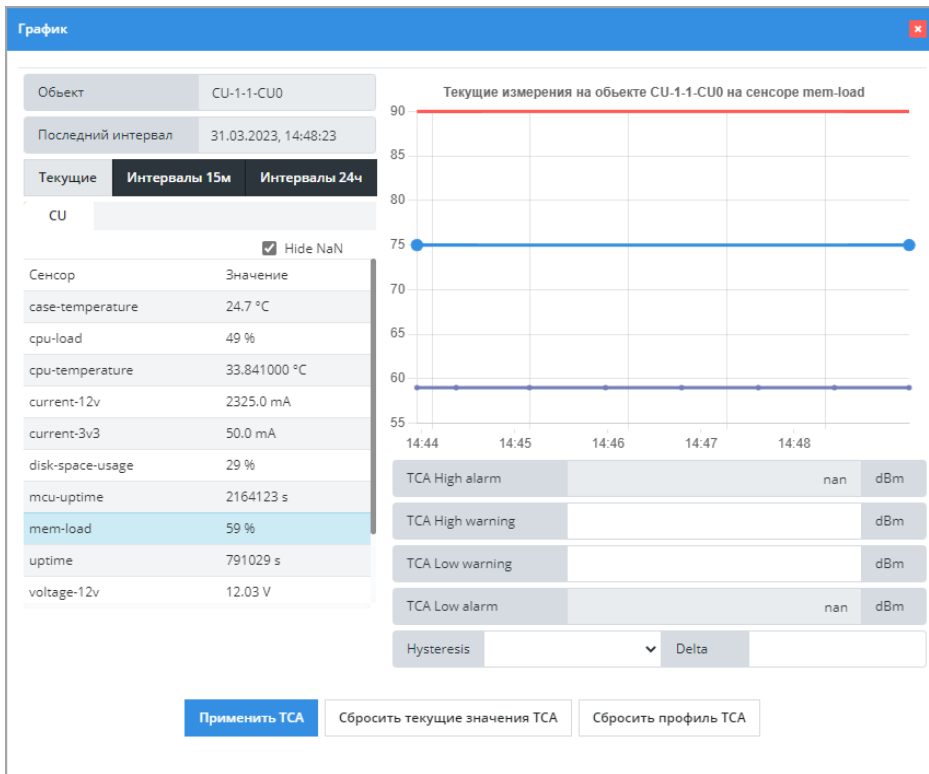 График
Обьект CU-1-1-CU0
Последний интервал 31.03.2023, 14:48:23
Текущие Интервалы 15м Интервалы 24ч
CU
Hide NaN
Сенсор Значение
case-temperature 24.7 °C
cpu-load 49 %
cpu-temperature 33.841000 °C
current-12v 2325.0 mA
current-3v3 50.0 mA
disk-space-usage 29 %
mcu-uptime 2164123 s
mem-load 59 %
uptime 791029 s
voltage-12v 12.03 V
Текущие измерения на обьекте CU-1-1-CU0 на сенсоре mem-load
90
85
80
75
70
65
60
55
14:44 14:45 14:46 14:47 14:48
TCA High alarm nan dBm
TCA High warning dBm
TCA Low warning dBm
TCA Low alarm nan dBm
Hysteresis Delta
Применить TCA Сбросить текущие значения TCA Сбросить профиль TCA